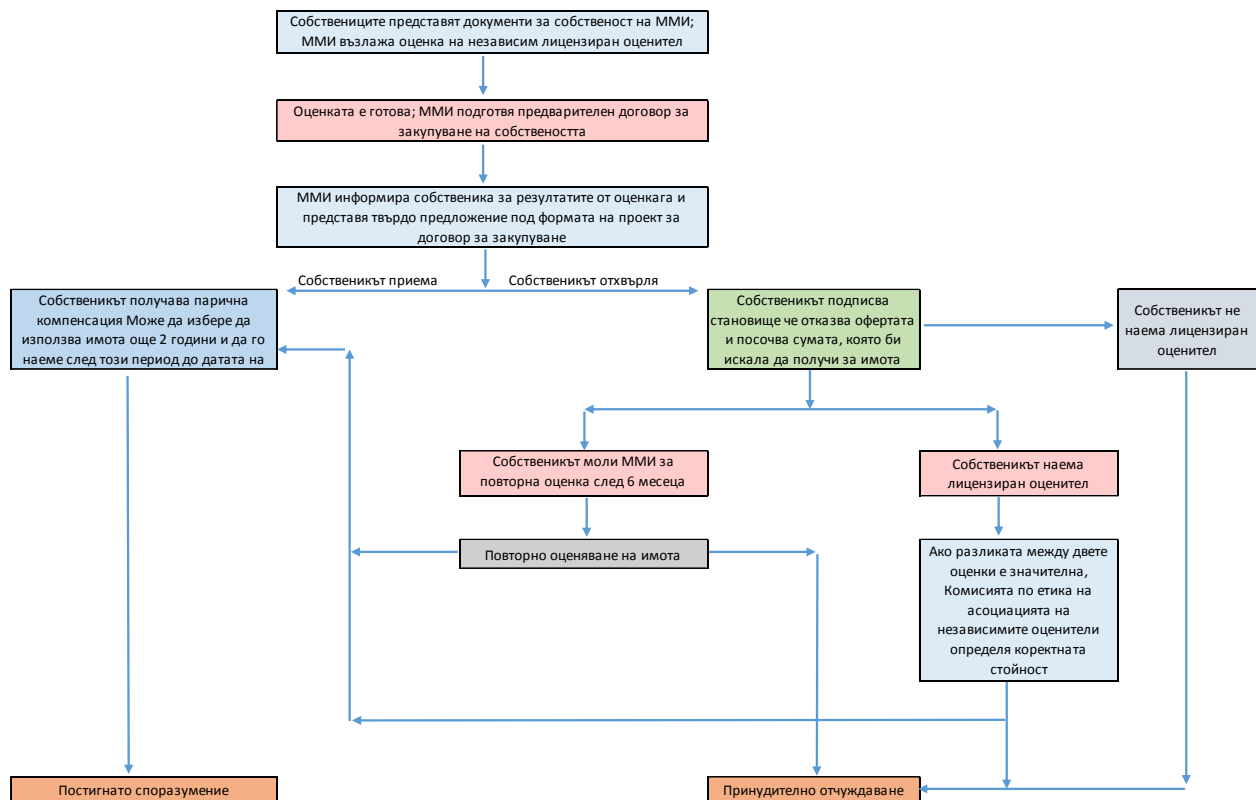 Собствениците представят документи за собственост на ММИ;
ММИ възлажа оценка на независим лицензиран оценител
Оценката е готова; ММИ подготвя предварителен договор за
закупуване на собствеността
ММИ информира собственика за резултатите от оценкага и
представя твърдо предложение под формата на проект за
договор за закупуване
Собственикът приема
Собственикът отхвърля
Собственикът получава парична
компенсация Може да избере да
използва имота още 2 години и да го
наеме след този период до датата на
Собственикът подписва
становище че отказва офертата
и посочва сумата, която би
искала да получи за имота
Собственикът не
наема лицензиран
оценител
Собственикът моли ММИ за
повторна оценка след 6 месеца
Собственикът наема
лицензиран оценител
Повторно оценяване на имота
Ако разликата между двете
оценки е значителна,
Комисията по етика на
асоциацията на
независимите оценители
определя коректната
стойност
Постигнато споразумение
Принудително отчуждаване